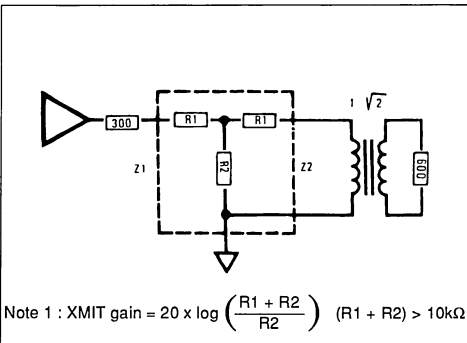 1 √2
300
R1
R1
Z1
R2
Z2
600
Note 1 : XMIT gain = 20 x log ( (R1 + R2) / R2 ) (R1 + R2) > 10kΩ